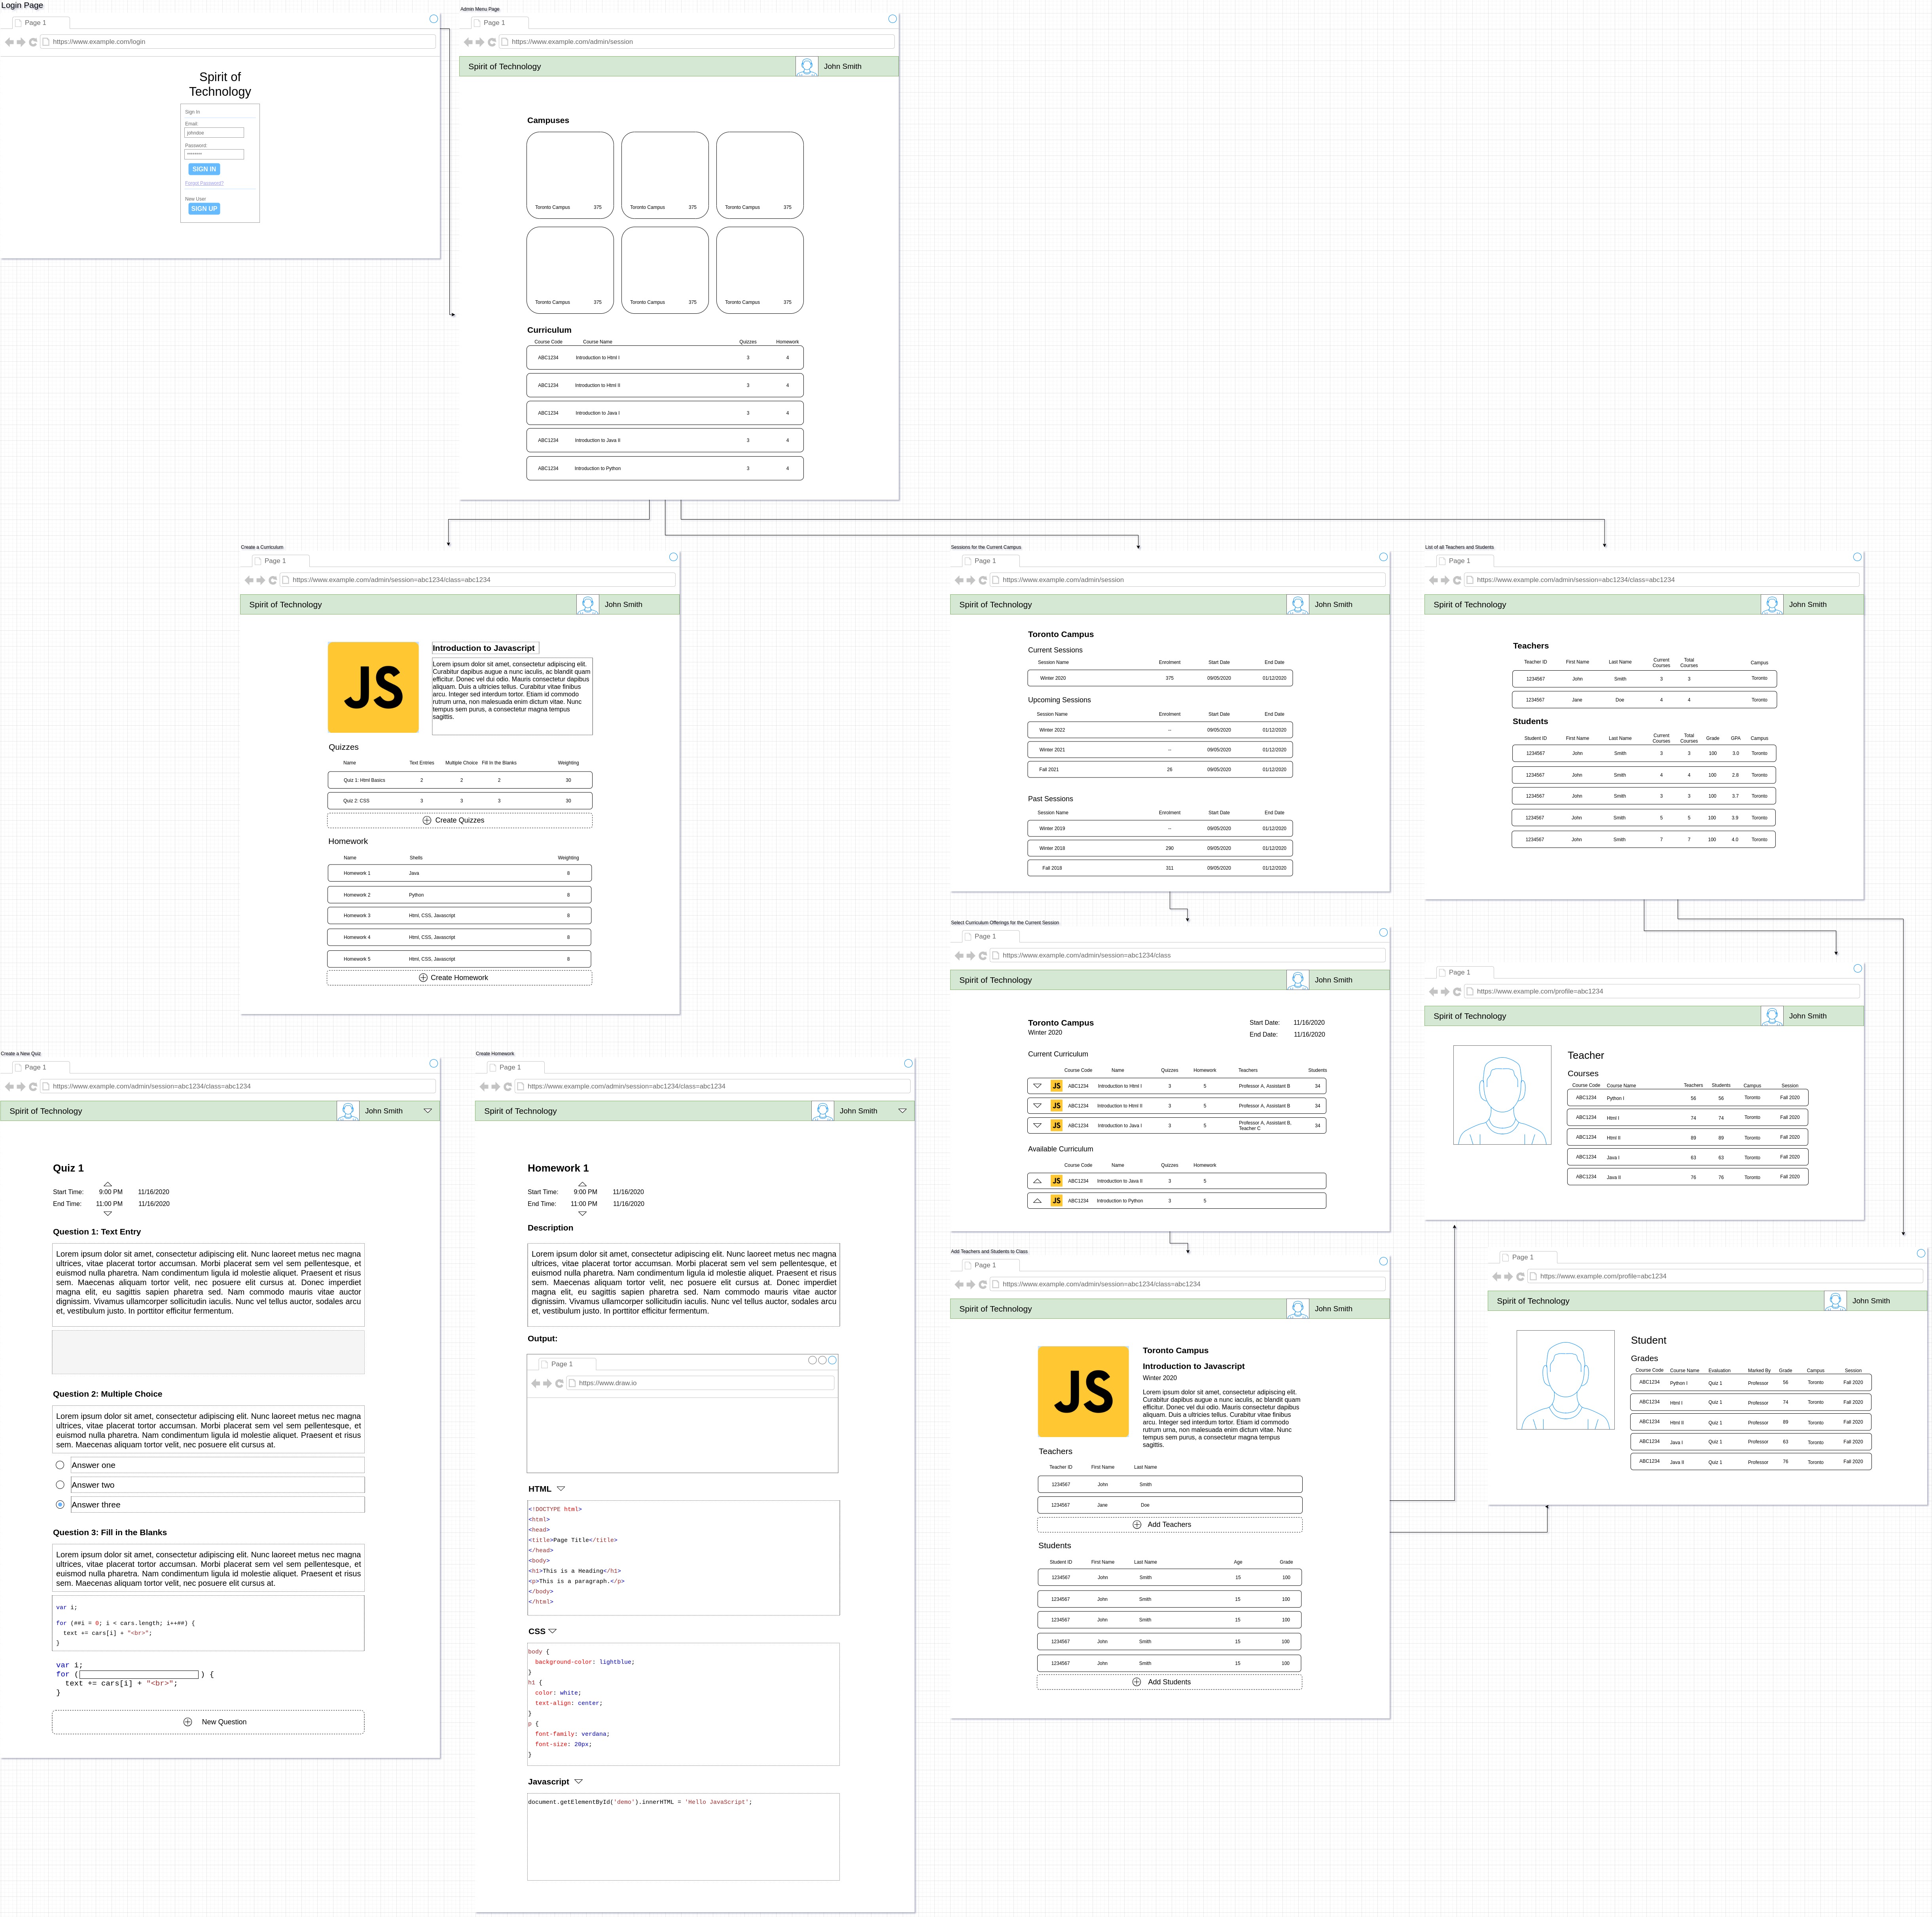 Login Page
Page 1
https://www.example.com/login
Spirit of
Technology
Sign In
Email:
johndoe
Password:
********
SIGN IN
Forgot Password?
New User
SIGN UP
Admin Menu Page
Page 1
https://www.example.com/admin/session
Spirit of Technology John Smith
Campuses
Toronto Campus 375 Toronto Campus 375 Toronto Campus 375
Toronto Campus 375 Toronto Campus 375 Toronto Campus 375
Curriculum
Course Code Course Name Quizzes Homework
ABC1234 Introduction to Html I 3 4
ABC1234 Introduction to Html Ii 3 4
ABC1234 Introduction to Java I 3 4
ABC1234 Introduction to Java II 3 4
ABC1234 Introduction to Python 3 4
Create a Curriculum
Page 1
https://www.example.com/admin/session=abc1234/class=abc1234
Spirit of Technology John Smith
JS
Introduction to Javascript
Lorem ipsum dolor sit amet, consectetur adipiscing elit.
Curabitur dapibus augue a nunc iaculis, ac blandit quam
efficitur. Donec vel dui odio. Mauris consectetur dapibus
aliquam. Duis a ultricies tellus. Curabitur vitae finibus
arcu. Integer sed interdum tortor. Etiam id commodo
rutrum urna, non malesuada enim dictum vitae. Nunc
tempus sem purus, a consectetur magna tempus
sagittis.
Quizzes
Name Text Entries Multiple Choice Fill In the Blanks Weighting
Quiz 1: Html Basics 2 2 2 30
Quiz 2: CSS 3 3 3 30
Create Quizzes
Homework
Name Shells Weighting
Homework 1 Java 8
Homework 2 Python 8
Homework 3 Html, CSS, Javascript 8
Homework 4 Html, CSS, Javascript 8
Homework 5 Html, CSS, Javascript 8
Create Homework
Sessions for the Current Campus
Page 1
https://www.example.com/admin/session
Spirit of Technology John Smith
Toronto Campus
Current Sessions
Session Name Enrolment Start Date End Date
Winter 2020 375 09/05/2020 01/12/2020
Upcoming Sessions
Session Name Enrolment Start Date End Date
Winter 2022 -- 09/05/2020 01/12/2020
Winter 2021 -- 09/05/2020 01/12/2020
Fall 2021 26 09/05/2020 01/12/2020
Past Sessions
Session Name Enrolment Start Date End Date
Winter 2019 -- 09/05/2020 01/12/2020
Winter 2018 290 09/05/2020 01/12/2020
Fall 2018 311 09/05/2020 01/12/2020
List of all Teachers and Students
Page 1
https://www.example.com/admin/session=abc1234/class=abc1234
Spirit of Technology John Smith
Teachers
Teacher ID First Name Last Name Current Courses Total Courses Campus
1234567 John Smith 3 3 Toronto
1234567 Jane Doe 4 4 Toronto
Students
Student ID First Name Last Name Current Courses Total Courses Grade GPA Campus
1234567 John Smith 3 3 100 3.0 Toronto
1234567 John Smith 4 4 100 2.8 Toronto
1234567 John Smith 3 3 100 3.7 Toronto
1234567 John Smith 5 5 100 3.8 Toronto
1234567 John Smith 7 7 100 4.0 Toronto
Select Curriculum Offerings for the Current Session
Page 1
https://www.example.com/admin/session=abc1234/class
Spirit of Technology John Smith
Toronto Campus Start Date: 11/16/2020
Winter 2020 End Date: 11/16/2020
Current Curriculum
Course Code Name Quizzes Homework Teachers Students
JS ABC1234 Introduction to Html I 3 5 Professor A, Assistant B 34
JS ABC1234 Introduction to Html II 3 5 Professor A, Assistant B 34
JS ABC1234 Introduction to Java I 3 5 Professor A, Assistant B, Teacher C 34
Available Curriculum
Course Code Name Quizzes Homework
JS ABC1234 Introduction to Java II 3 5
JS ABC1234 Introduction to Python 3 5
Page 1
https://www.example.com/profile=abc1234
Spirit of Technology John Smith
Teacher
Courses
Course Code Course Name Teachers Students Campus Session
ABC1234 Python I 56 56 Toronto Fall 2020
ABC1234 Html I 74 74 Toronto Fall 2020
ABC1234 Html II 89 89 Toronto Fall 2020
ABC1234 Java I 63 63 Toronto Fall 2020
ABC1234 Java II 76 76 Toronto Fall 2020
Create a New Quiz
Page 1
https://www.example.com/admin/session=abc1234/class=abc1234
Spirit of Technology John Smith
Quiz 1
Start Time: 9:00 PM 11/16/2020
End Time: 11:00 PM 11/16/2020
Question 1: Text Entry
Lorem ipsum dolor sit amet, consectetur adipiscing elit. Nunc laoreet metus nec magna
ultrices, vitae placerat tortor accumsan. Morbi placerat sem vel sem pellentesque, et
euismod nulla pharetra. Nam condimentum ligula id molestie aliquet. Praesent et risus
sem. Maecenas aliquam tortor velit, nec posuere elit cursus at. Donec imperdiet
magna elit, eu sagittis sapien pharetra sed. Nam commodo mauris vitae auctor
dignissim. Vivamus ullamcorper sollicitudin iaculis. Nunc vel tellus auctor, sodales arcu
et, vestibulum justo. In porttitor efficitur fermentum.
Question 2: Multiple Choice
Lorem ipsum dolor sit amet, consectetur adipiscing elit. Nunc laoreet metus nec magna
ultrices, vitae placerat tortor accumsan. Morbi placerat sem vel sem pellentesque, et
euismod nulla pharetra. Nam condimentum ligula id molestie aliquet. Praesent et risus
sem. Maecenas aliquam tortor velit, nec posuere elit cursus at.
Answer one
Answer two
Answer three
Question 3: Fill in the Blanks
Lorem ipsum dolor sit amet, consectetur adipiscing elit. Nunc laoreet metus nec magna
ultrices, vitae placerat tortor accumsan. Morbi placerat sem vel sem pellentesque, et
euismod nulla pharetra. Nam condimentum ligula id molestie aliquet. Praesent et risus
sem. Maecenas aliquam tortor velit, nec posuere elit cursus at.
var i;
for (##i = 0; i < cars.length; i++##) {
text += cars[i] + "<br>";
}
var i;
for ( ) {
text += cars[i] + "<br>";
}
New Question
Create Homework
Page 1
https://www.example.com/admin/session=abc1234/class=abc1234
Spirit of Technology John Smith
Homework 1
Start Time: 9:00 PM 11/16/2020
End Time: 11:00 PM 11/16/2020
Description
Lorem ipsum dolor sit amet, consectetur adipiscing elit. Nunc laoreet metus nec magna
ultrices, vitae placerat tortor accumsan. Morbi placerat sem vel sem pellentesque, et
euismod nulla pharetra. Nam condimentum ligula id molestie aliquet. Praesent et risus
sem. Maecenas aliquam tortor velit, nec posuere elit cursus at. Donec imperdiet
magna elit, eu sagittis sapien pharetra sed. Nam commodo mauris vitae auctor
dignissim. Vivamus ullamcorper sollicitudin iaculis. Nunc vel tellus auctor, sodales arcu
et, vestibulum justo. In porttitor efficitur fermentum.
Output:
Page 1
https://www.draw.io
HTML
<!DOCTYPE html>
<html>
<head>
<title>Page Title</title>
</head>
<body>
<h1>This is a Heading</h1>
<p>This is a paragraph.</p>
</body>
</html>
CSS
body {
background-color: lightblue;
}
h1 {
color: white;
text-align: center;
}
p {
font-family: verdana;
font-size: 20px;
}
Javascript
document.getElementById('demo').innerHTML = 'Hello JavaScript';
Add Teachers and Students to Class
Page 1
https://www.example.com/admin/session=abc1234/class=abc1234
Spirit of Technology John Smith
JS
Toronto Campus
Introduction to Javascript
Winter 2020
Lorem ipsum dolor sit amet, consectetur adipiscing elit.
Curabitur dapibus augue a nunc iaculis, ac blandit quam
efficitur. Donec vel dui odio. Mauris consectetur dapibus
aliquam. Duis a ultricies tellus. Curabitur vitae finibus
arcu. Integer sed interdum tortor. Etiam id commodo
rutrum urna, non malesuada enim dictum vitae. Nunc
tempus sem purus, a consectetur magna tempus
sagittis.
Teachers
Teacher ID First Name Last Name
1234567 John Smith
1234567 Jane Doe
Add Teachers
Students
Student ID First Name Last Name Age Grade
1234567 John Smith 15 100
1234567 John Smith 15 100
1234567 John Smith 15 100
1234567 John Smith 15 100
1234567 John Smith 15 100
Add Students
Page 1
https://www.example.com/profile=abc1234
Spirit of Technology John Smith
Student
Grades
Course Code Course Name Evaluation Marked By Grade Campus Session
ABC1234 Python I Quiz 1 Professor 56 Toronto Fall 2020
ABC1234 Html I Quiz 1 Professor 74 Toronto Fall 2020
ABC1234 Html II Quiz 1 Professor 89 Toronto Fall 2020
ABC1234 Java I Quiz 1 Professor 63 Toronto Fall 2020
ABC1234 Java II Quiz 1 Professor 76 Toronto Fall 2020